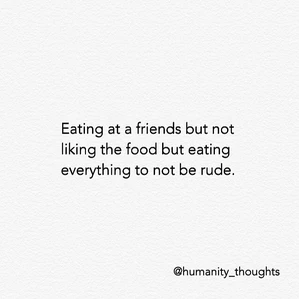 Eating at a friends but not
liking the food but eating
everything to not be rude.
@humanity_thoughts